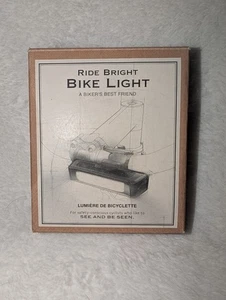 RIDE BRIGHT
BIKE LIGHT
A BIKER'S BEST FRIEND
LUMIÈRE DE BICYCLETTE
SEE AND BE SEEN.